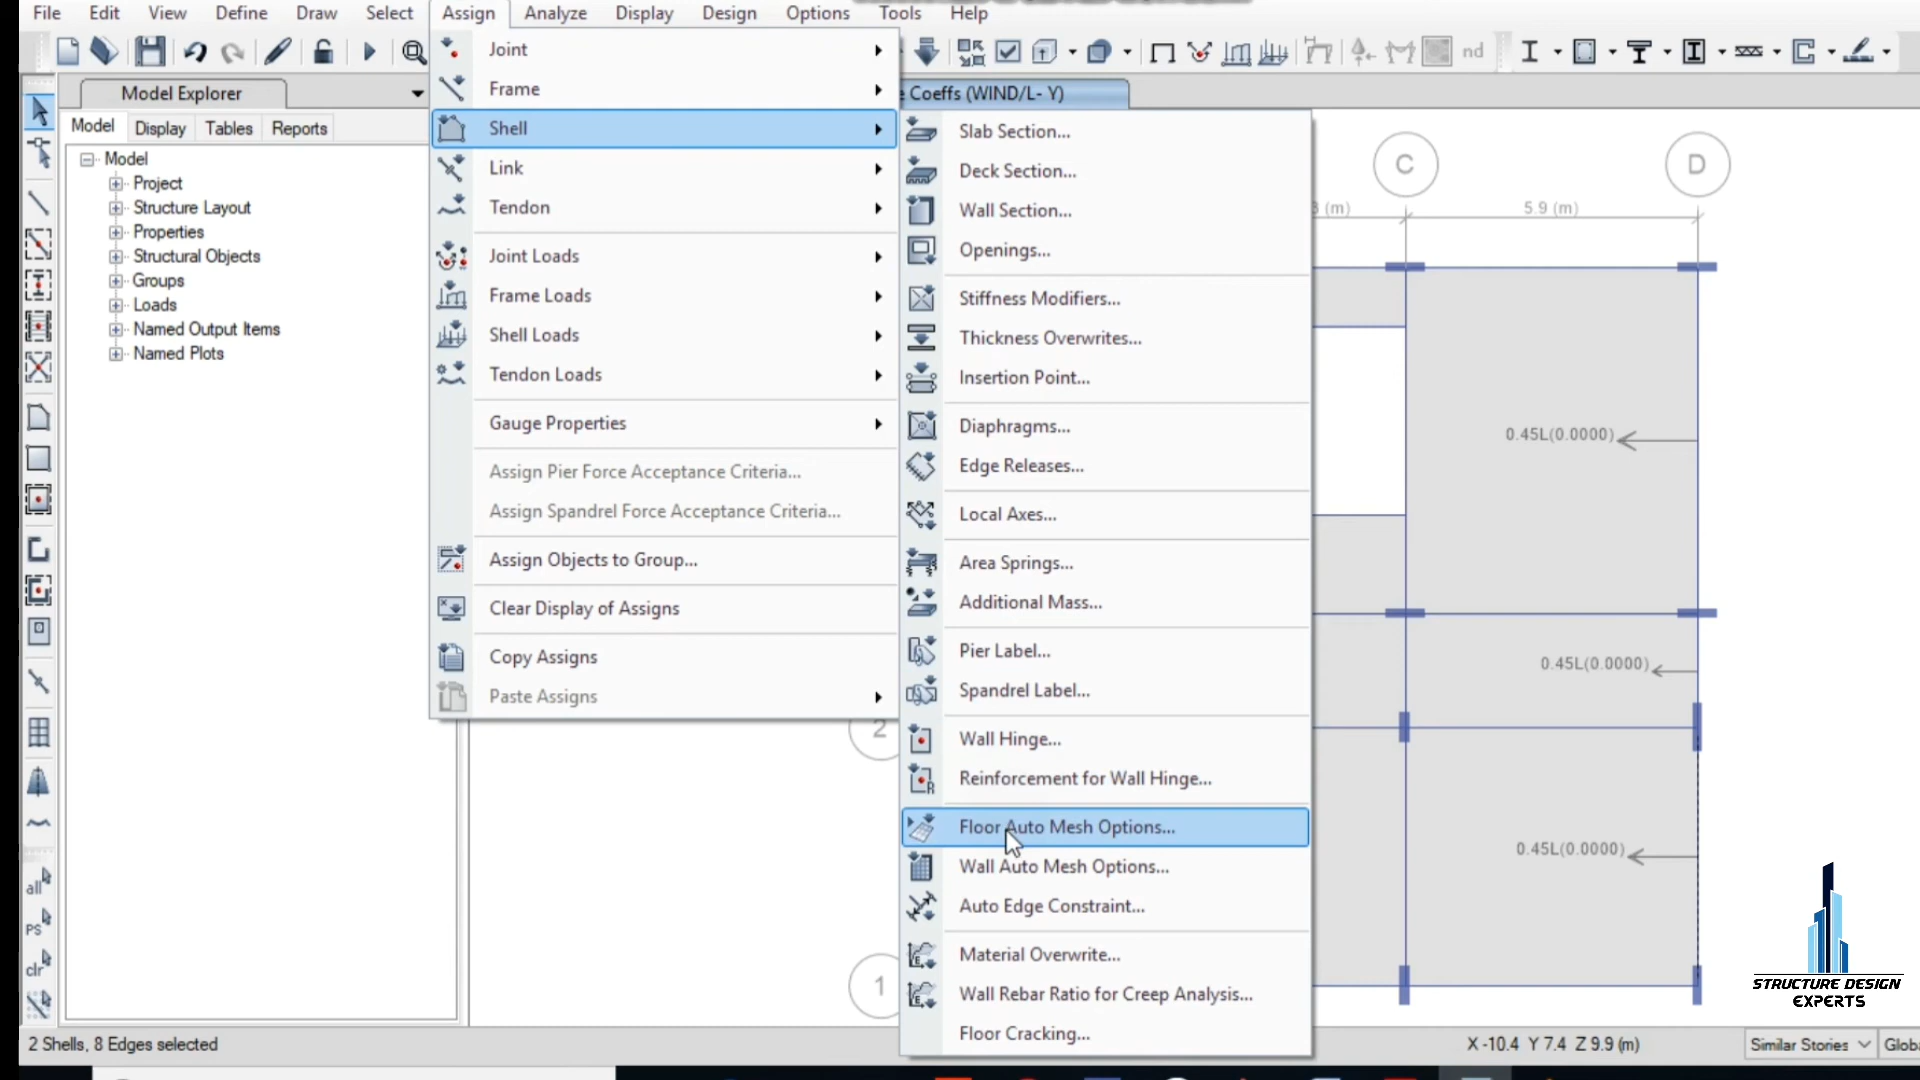 File Edit View Define Draw Select Assign Analyze Display Design Options Tools Help
nd
Model Explorer
Model Display Tables Reports
Model
Project
Structure Layout
Properties
Structural Objects
Groups
Loads
Named Output Items
Named Plots
all
PS
clr
Joint
Frame
Shell
Link
Tendon
Joint Loads
Frame Loads
Shell Loads
Tendon Loads
Gauge Properties
Assign Pier Force Acceptance Criteria...
Assign Spandrel Force Acceptance Criteria...
Assign Objects to Group...
Clear Display of Assigns
Copy Assigns
Paste Assigns
Coeffs (WIND/L- Y)
Slab Section...
Deck Section...
Wall Section...
Openings...
Stiffness Modifiers...
Thickness Overwrites...
Insertion Point...
Diaphragms...
Edge Releases...
Local Axes...
Area Springs...
Additional Mass...
Pier Label...
Spandrel Label...
Wall Hinge...
Reinforcement for Wall Hinge...
Floor Auto Mesh Options...
Wall Auto Mesh Options...
Auto Edge Constraint...
Material Overwrite...
Wall Rebar Ratio for Creep Analysis...
Floor Cracking...
C D
(m) 5.9 (m)
0.45L(0.0000)
0.45L(0.0000)
0.45L(0.0000)
2
1
STRUCTURE DESIGN
EXPERTS
2 Shells, 8 Edges selected
X -10.4 Y 7.4 Z 9.9 (m)
Similar Stories